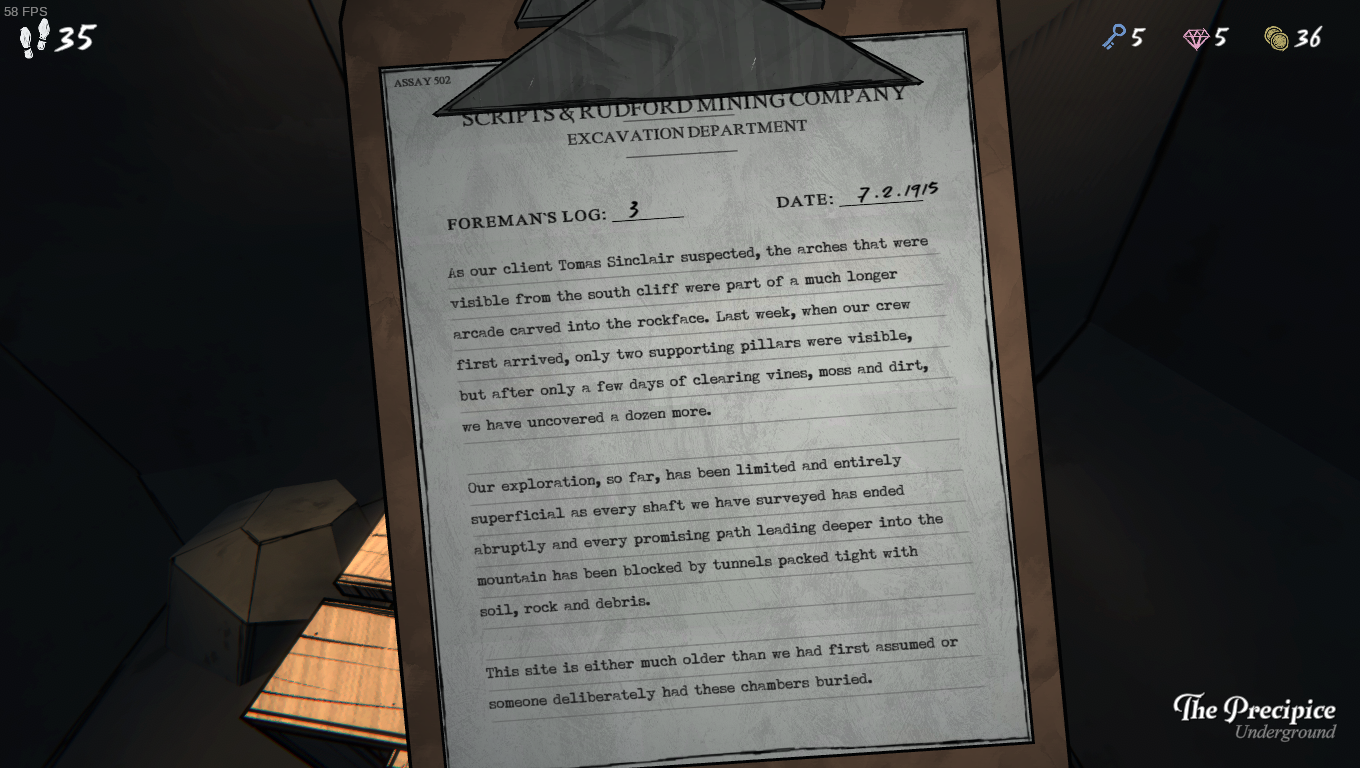 58 FPS
35
5
5
36
ASSAY 502
SCRIPTS & RUDFORD MINING COMPANY
EXCAVATION DEPARTMENT
FOREMAN'S LOG: 3
DATE: 7.2.1915
As our client Tomas Sinclair suspected, the arches that were
visible from the south cliff were part of a much longer
arcade carved into the rockface. Last week, when our crew
first arrived, only two supporting pillars were visible,
but after only a few days of clearing vines, moss and dirt,
we have uncovered a dozen more.
Our exploration, so far, has been limited and entirely
superficial as every shaft we have surveyed has ended
abruptly and every promising path leading deeper into the
mountain has been blocked by tunnels packed tight with
soil, rock and debris.
This site is either much older than we had first assumed or
someone deliberately had these chambers buried.
The Precipice
Underground